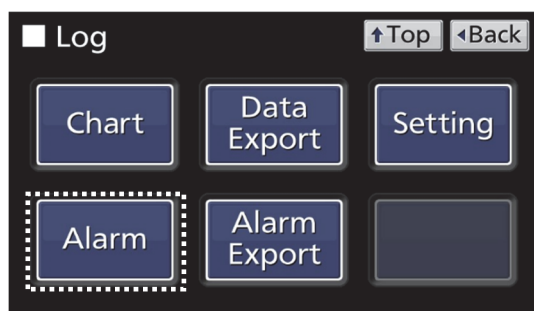 Log
Top
Back
Chart
Data
Export
Setting
Alarm
Alarm
Export